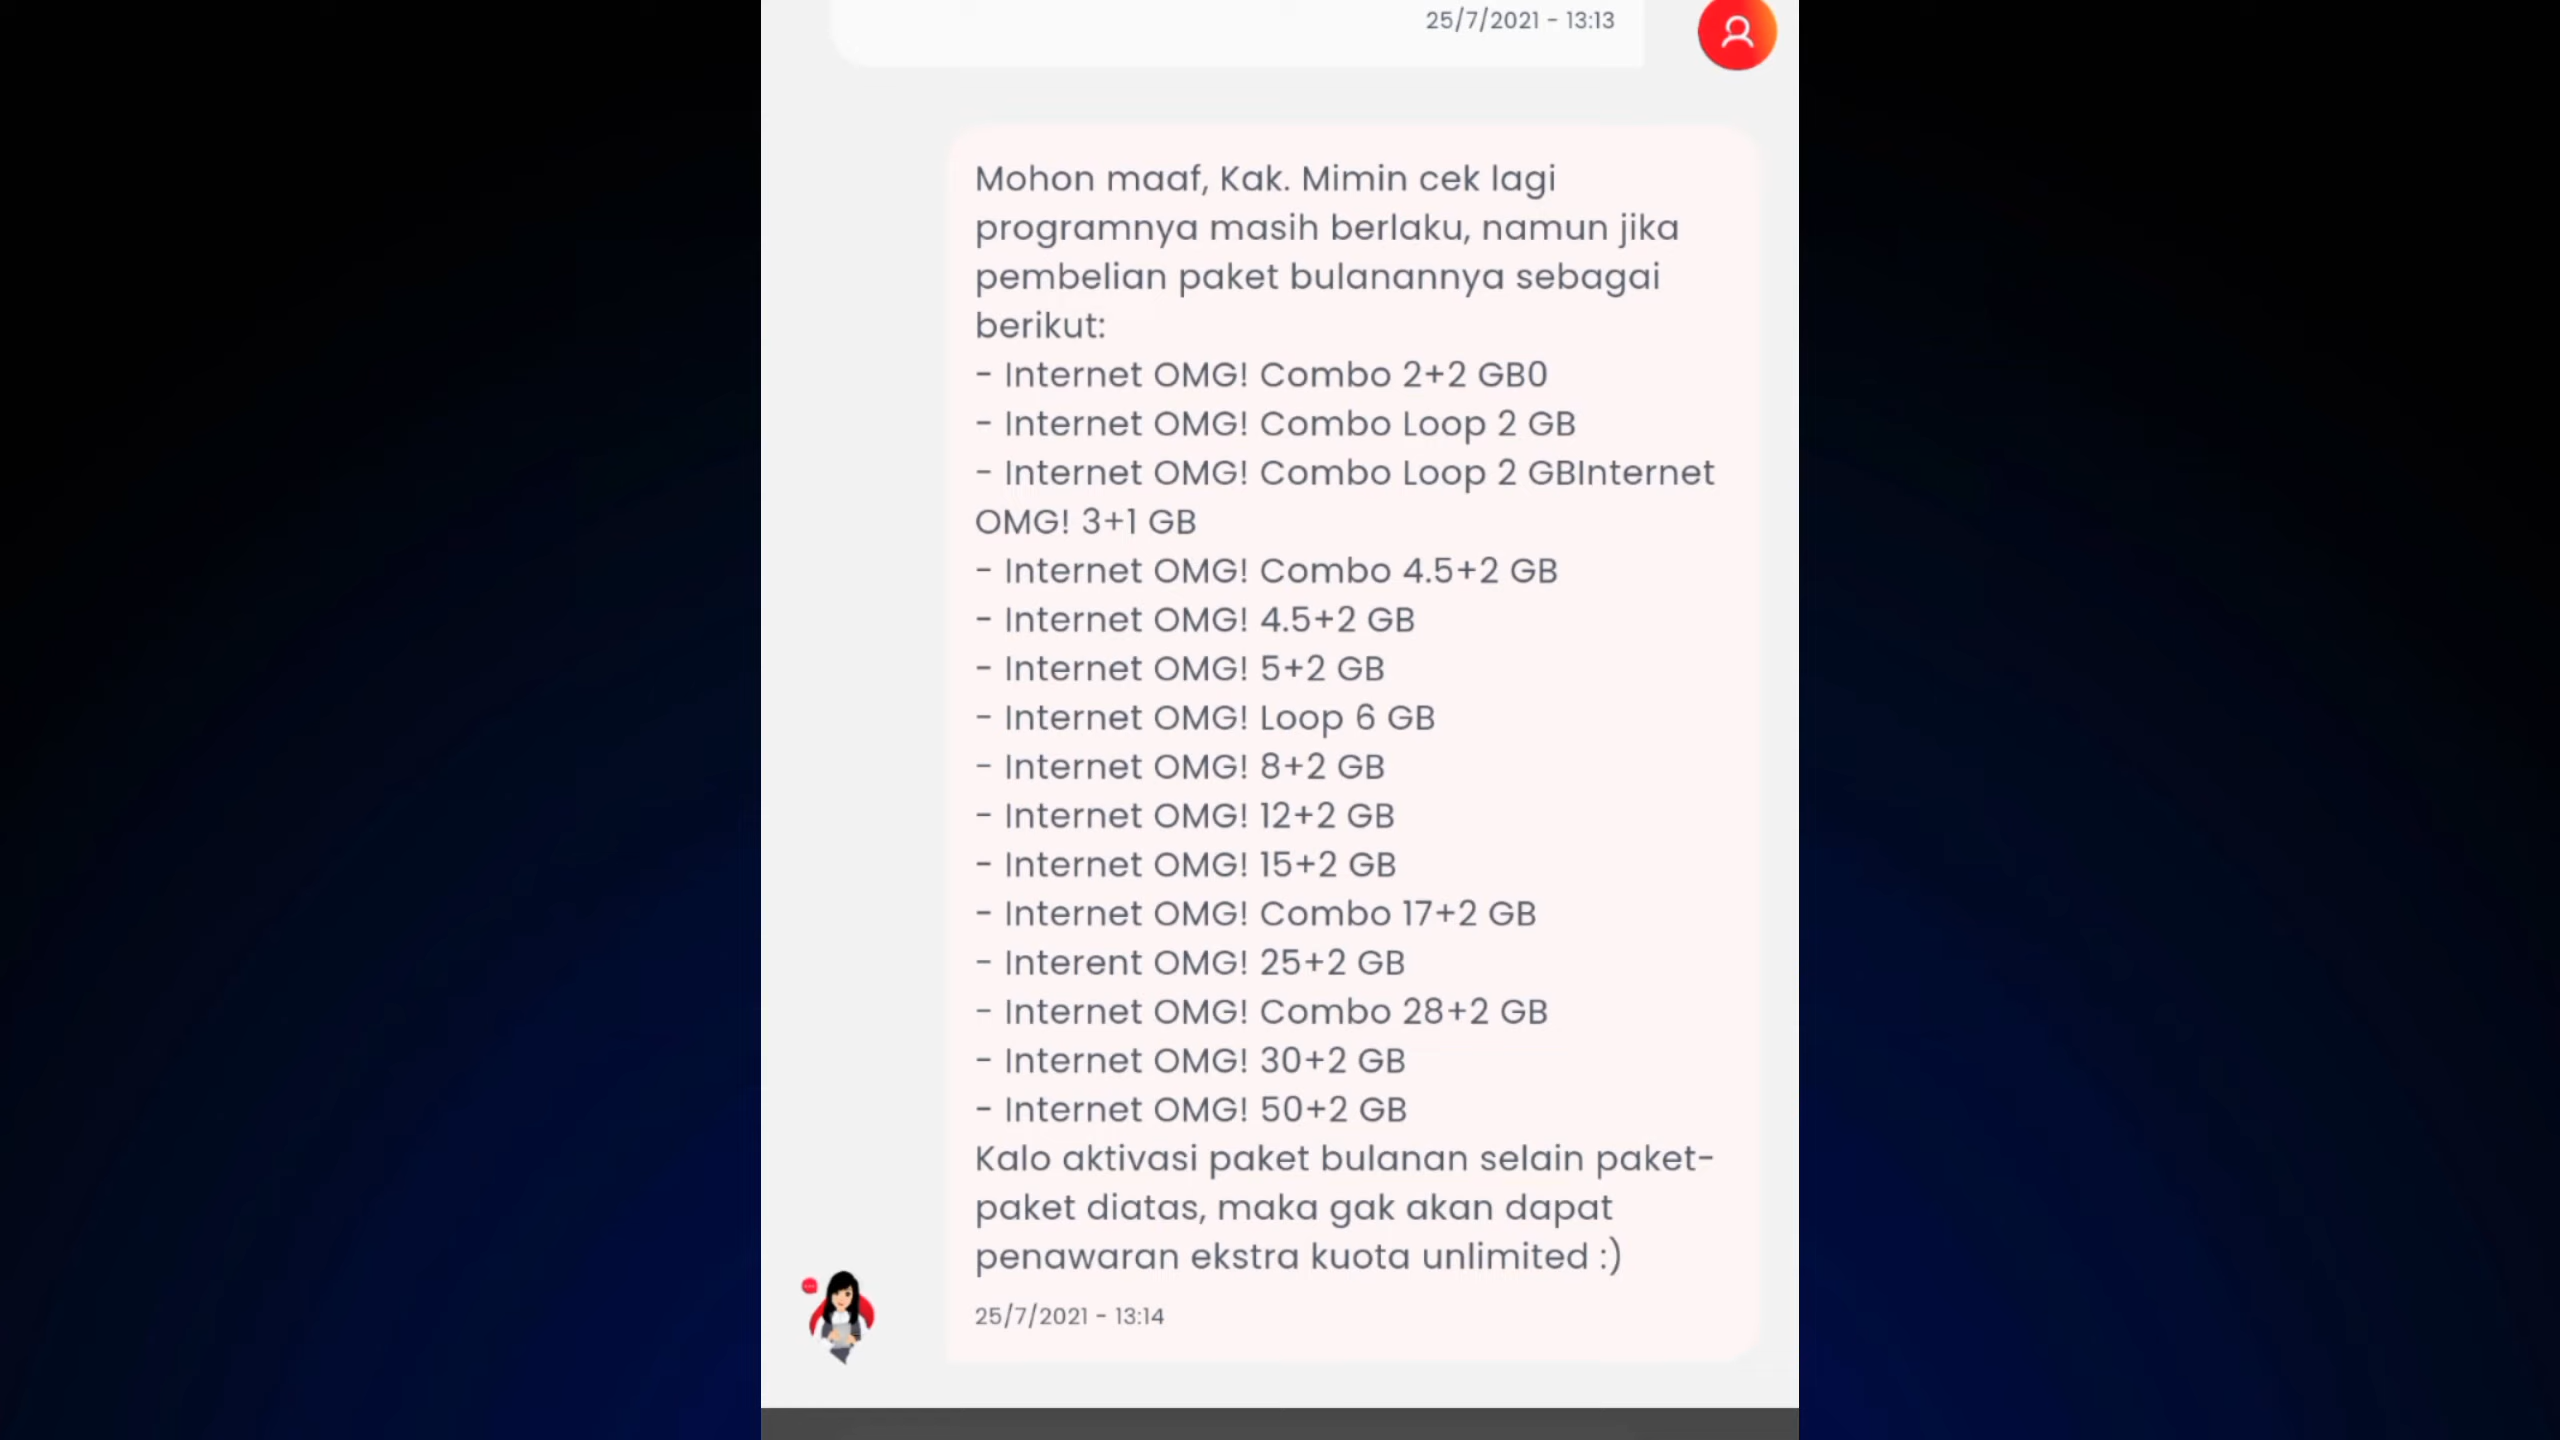 25/7/2021 - 13:13
Mohon maaf, Kak. Mimin cek lagi
programnya masih berlaku, namun jika
pembelian paket bulanannya sebagai
berikut:
- Internet OMG! Combo 2+2 GB0
- Internet OMG! Combo Loop 2 GB
- Internet OMG! Combo Loop 2 GBInternet
OMG! 3+1 GB
- Internet OMG! Combo 4.5+2 GB
- Internet OMG! 4.5+2 GB
- Internet OMG! 5+2 GB
- Internet OMG! Loop 6 GB
- Internet OMG! 8+2 GB
- Internet OMG! 12+2 GB
- Internet OMG! 15+2 GB
- Internet OMG! Combo 17+2 GB
- Interent OMG! 25+2 GB
- Internet OMG! Combo 28+2 GB
- Internet OMG! 30+2 GB
- Internet OMG! 50+2 GB
Kalo aktivasi paket bulanan selain paket-
paket diatas, maka gak akan dapat
penawaran ekstra kuota unlimited :)
25/7/2021 - 13:14